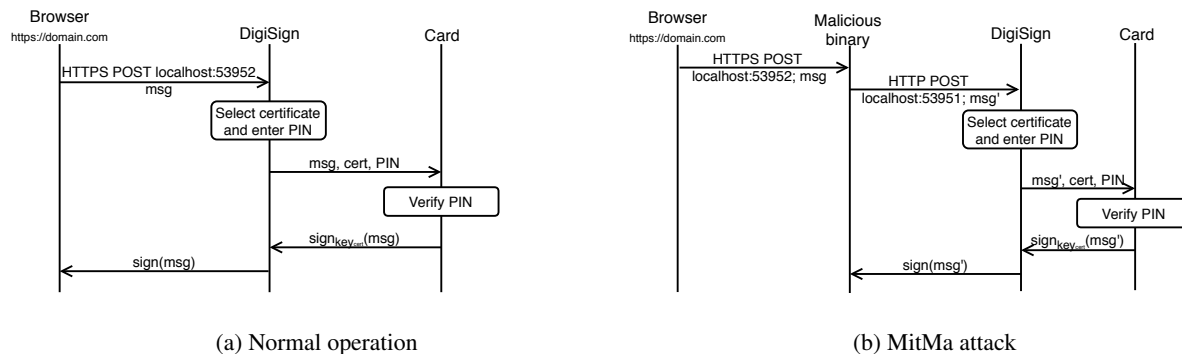 Browser
https://domain.com
DigiSign
Card
HTTPS POST localhost:53952
msg
Select certificate
and enter PIN
msg, cert, PIN
Verify PIN
sign_key_cert(msg)
sign(msg)
(a) Normal operation
Browser
https://domain.com
Malicious
binary
DigiSign
Card
HTTPS POST
localhost:53952; msg
HTTP POST
localhost:53951; msg'
Select certificate
and enter PIN
msg', cert, PIN
Verify PIN
sign_key_cert(msg')
sign(msg')
(b) MitMa attack